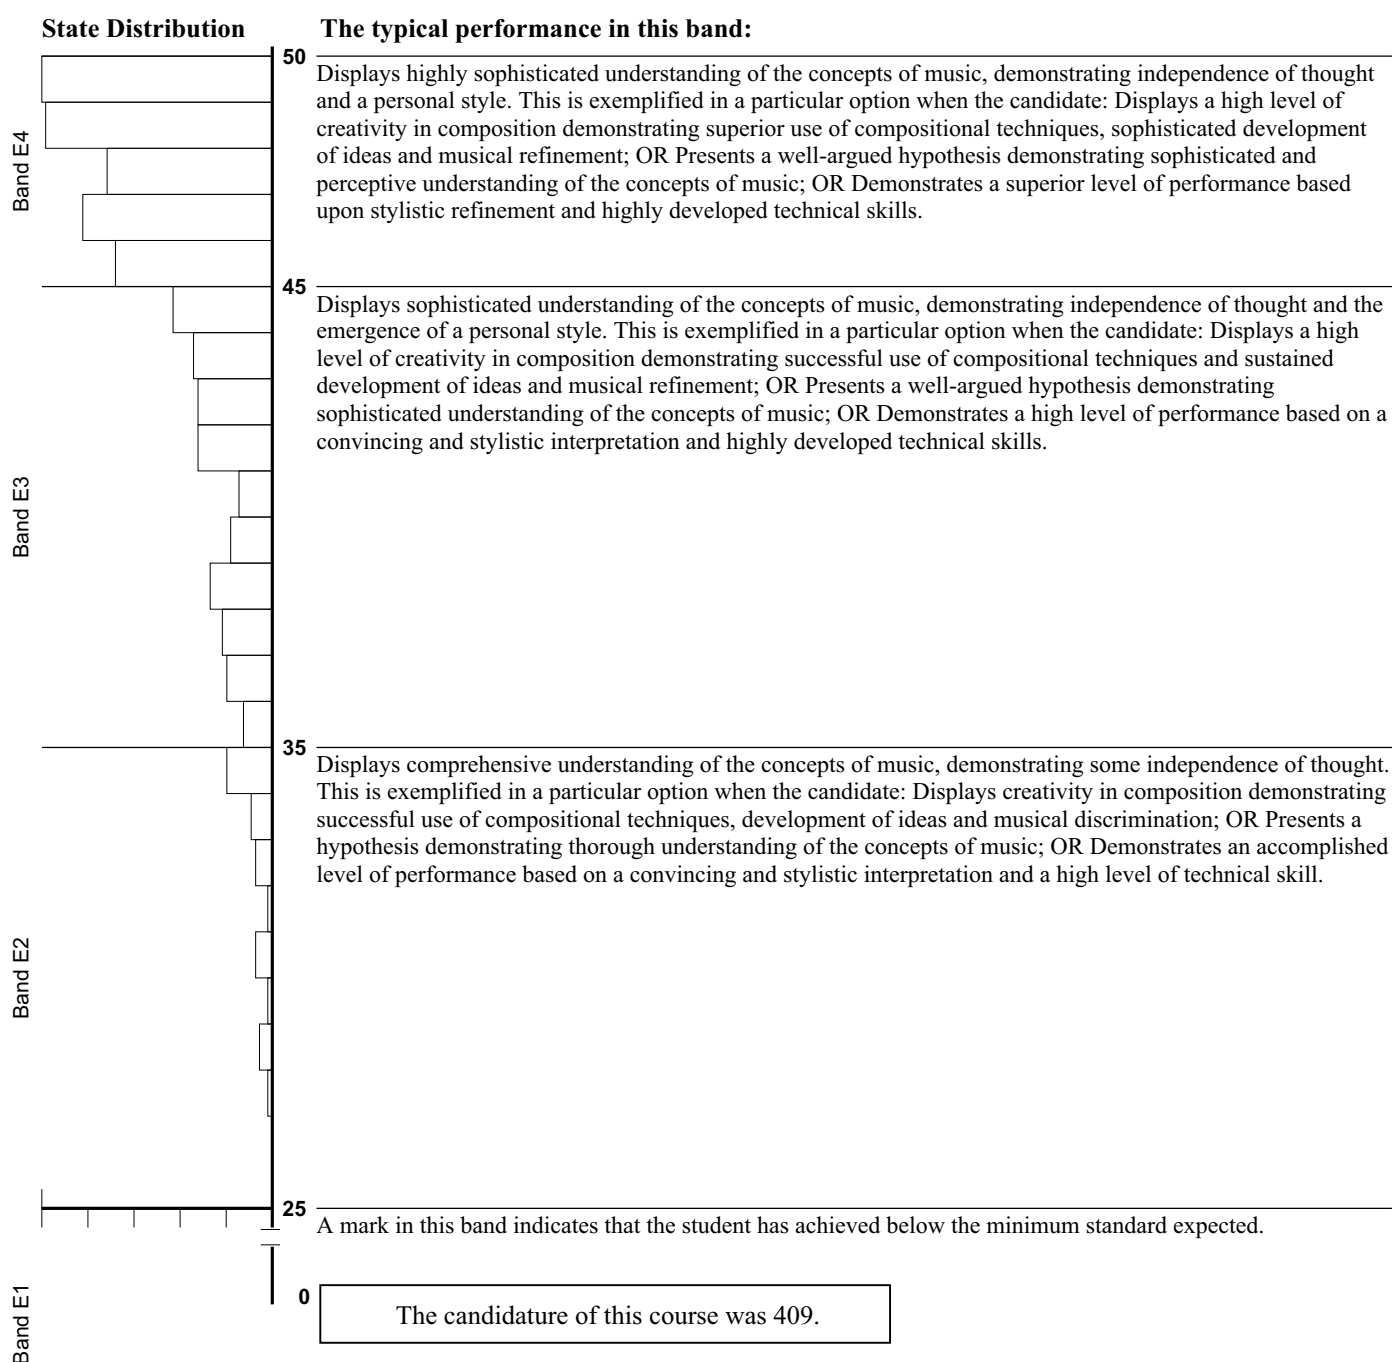 State Distribution
The typical performance in this band:
50
Displays highly sophisticated understanding of the concepts of music, demonstrating independence of thought
and a personal style. This is exemplified in a particular option when the candidate: Displays a high level of
creativity in composition demonstrating superior use of compositional techniques, sophisticated development
of ideas and musical refinement; OR Presents a well-argued hypothesis demonstrating sophisticated and
perceptive understanding of the concepts of music; OR Demonstrates a superior level of performance based
upon stylistic refinement and highly developed technical skills.
Band E4
45
Displays sophisticated understanding of the concepts of music, demonstrating independence of thought and the
emergence of a personal style. This is exemplified in a particular option when the candidate: Displays a high
level of creativity in composition demonstrating successful use of compositional techniques and sustained
development of ideas and musical refinement; OR Presents a well-argued hypothesis demonstrating
sophisticated understanding of the concepts of music; OR Demonstrates a high level of performance based on a
convincing and stylistic interpretation and highly developed technical skills.
Band E3
35
Displays comprehensive understanding of the concepts of music, demonstrating some independence of thought.
This is exemplified in a particular option when the candidate: Displays creativity in composition demonstrating
successful use of compositional techniques, development of ideas and musical discrimination; OR Presents a
hypothesis demonstrating thorough understanding of the concepts of music; OR Demonstrates an accomplished
level of performance based on a convincing and stylistic interpretation and a high level of technical skill.
Band E2
25
A mark in this band indicates that the student has achieved below the minimum standard expected.
0
Band E1
The candidature of this course was 409.